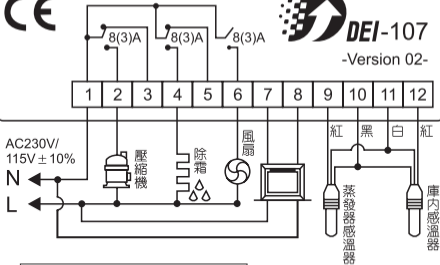 CE
DEI-107
-Version 02-
8(3)A 8(3)A 8(3)A
1 2 3 4 5 6 7 8 9 10 11 12
紅 黑 白 紅
AC230V/
115V±10%
N
L
壓縮機
除霜
風扇
蒸發器感溫器
庫內感溫器